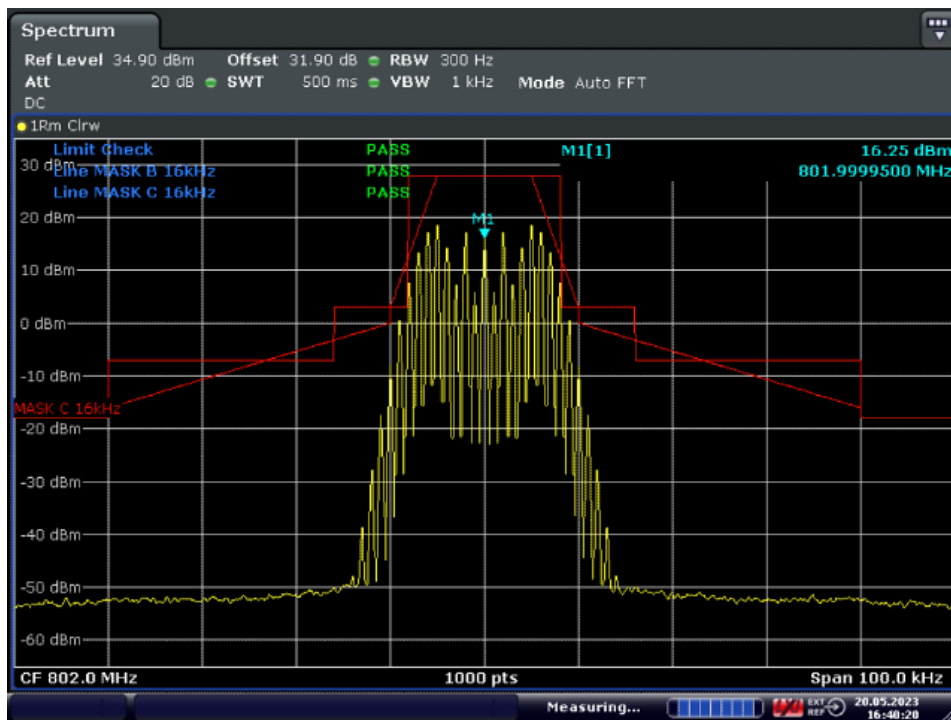 Spectrum
Ref Level 34.90 dBm Offset 31.90 dB RBW 300 Hz
Att 20 dB SWT 500 ms VBW 1 kHz Mode Auto FFT
DC
1Rm Clrw
Limit Check PASS M1[1] 16.25 dBm
30 dBm
Line MASK B 16kHz PASS 801.9999500 MHz
Line MASK C 16kHz PASS
20 dBm
M1
10 dBm
0 dBm
-10 dBm
MASK C 16kHz
-20 dBm
-30 dBm
-40 dBm
-50 dBm
-60 dBm
CF 802.0 MHz 1000 pts Span 100.0 kHz
Measuring... EXT REF 20.05.2023
16:40:20